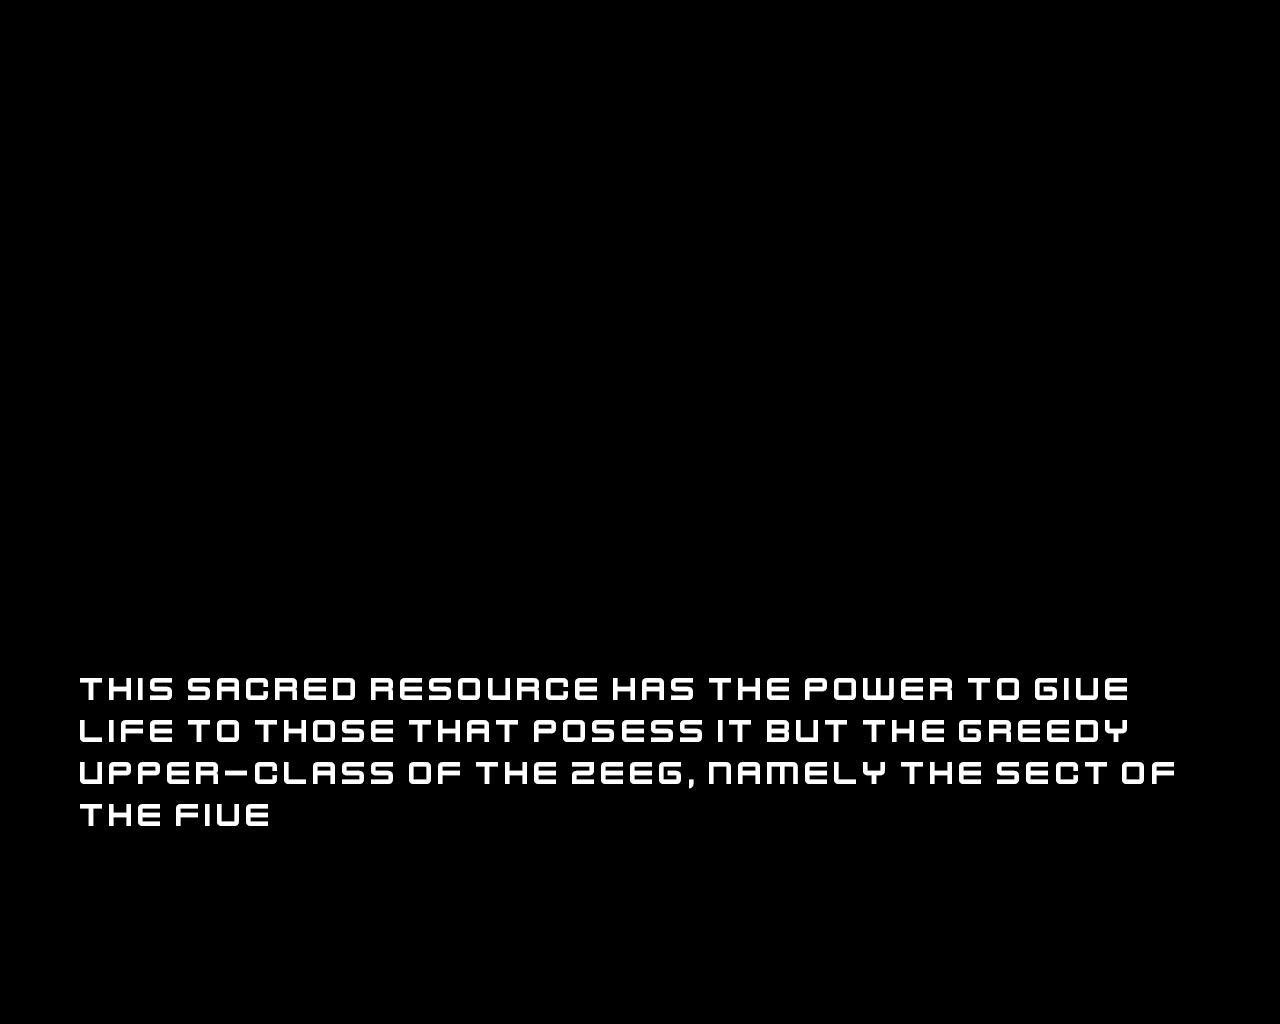 THIS SACRED RESOURCE HAS THE POWER TO GIVE
LIFE TO THOSE THAT POSESS IT BUT THE GREEDY
UPPER-CLASS OF THE ZEEG, NAMELY THE SECT OF
THE FIVE